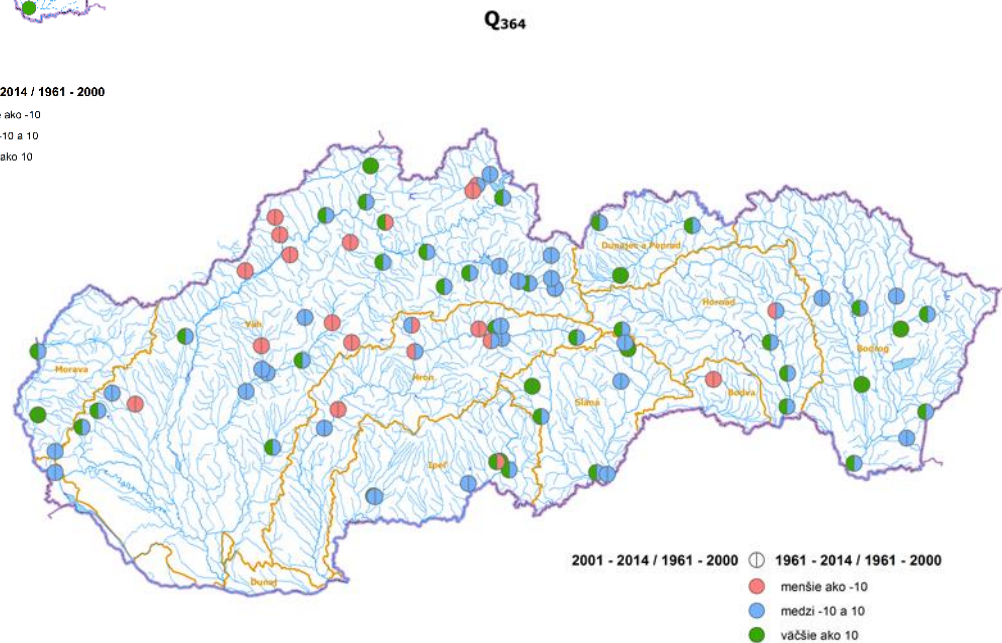 Q364
2014 / 1961 - 2000
ako -10
-10 a 10
ako 10
Dunajec a Poprad
Hornád
Váh
Morava
Bodrog
Hron
Bodva
Slaná
Ipeľ
Dunaj
2001 - 2014 / 1961 - 2000 1961 - 2014 / 1961 - 2000
menšie ako -10
medzi -10 a 10
väčšie ako 10